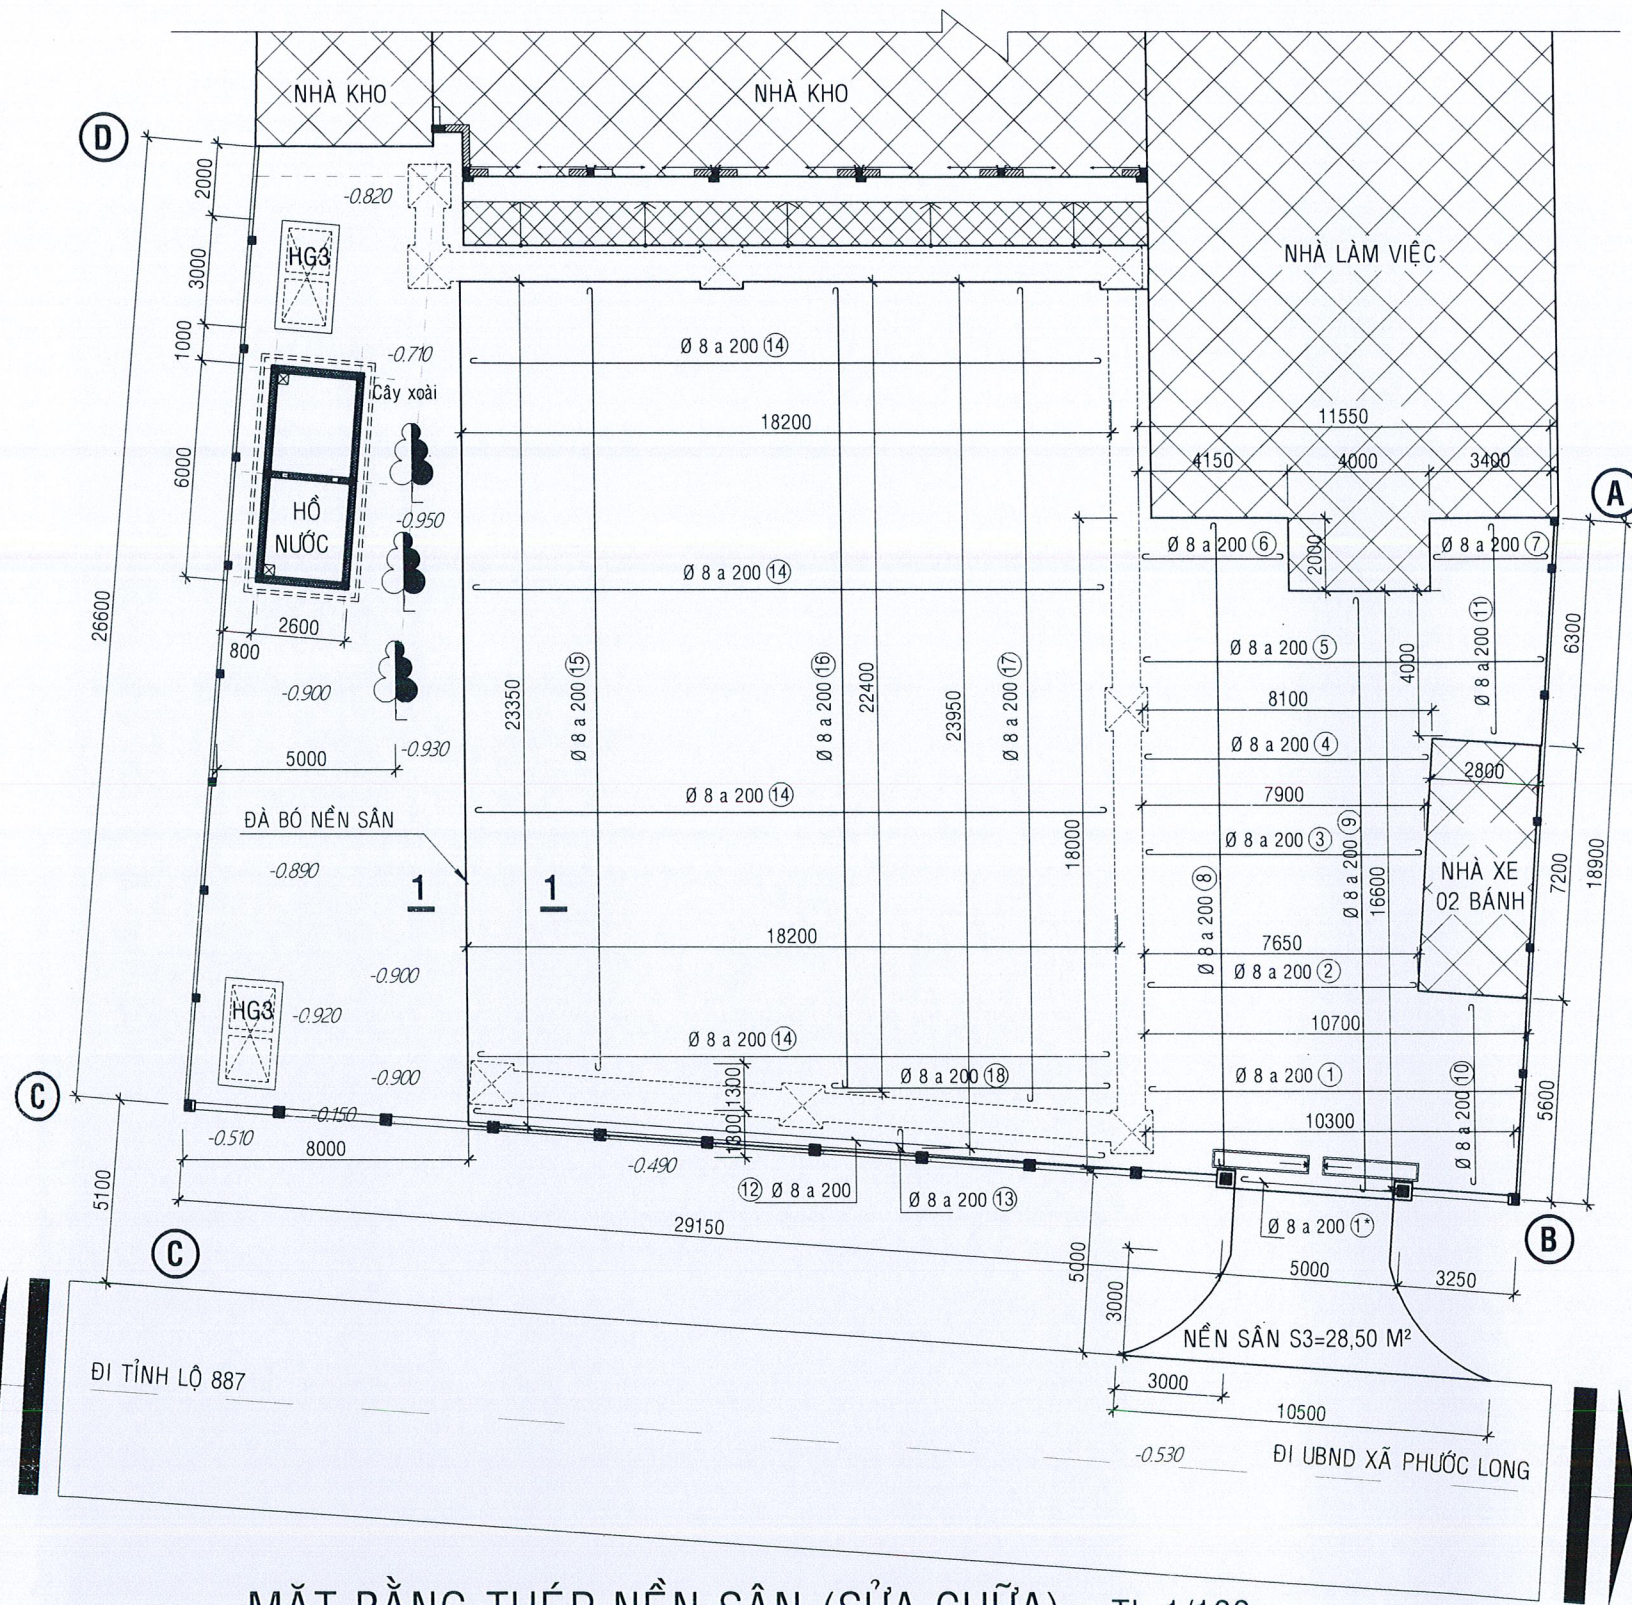 NHÀ KHO
NHÀ KHO
D
2000
-0.820
HG3
NHÀ LÀM VIỆC
3000
1000
-0.710
Ø 8 a 200 14
Cây xoài
18200
11550
4150
4000
3400
6000
A
HỒ
NƯỚC
-0.950
Ø 8 a 200 6
2000
Ø 8 a 200 7
Ø 8 a 200 14
26600
2600
800
-0.900
Ø 8 a 200 11
6300
Ø 8 a 200 5
4000
Ø 8 a 200 15
Ø 8 a 200 16
Ø 8 a 200 17
23350
22400
23950
8100
-0.930
5000
Ø 8 a 200 4
2800
Ø 8 a 200 14
7900
ĐÀ BÓ NỀN SÂN
18000
Ø 8 a 200 3
Ø 8 a 200 9
16600
-0.890
1
1
NHÀ XE
02 BÁNH
7200
18900
Ø 8 a 200 8
18200
7650
-0.900
Ø 8 a 200 2
HG3
-0.920
10700
Ø 8 a 200 14
-0.900
1300
Ø 8 a 200 18
Ø 8 a 200 1
Ø 8 a 200 10
5600
C
-0.150
-0.510
8000
1300
10300
-0.490
12 Ø 8 a 200
Ø 8 a 200 13
5100
29150
Ø 8 a 200 1*
B
C
5000
5000
3250
3000
NỀN SÂN S3=28,50 M²
ĐI TỈNH LỘ 887
3000
10500
-0.530
ĐI UBND XÃ PHƯỚC LONG
MẶT BẰNG THÉP NỀN SÂN (SỬA CHỮA)